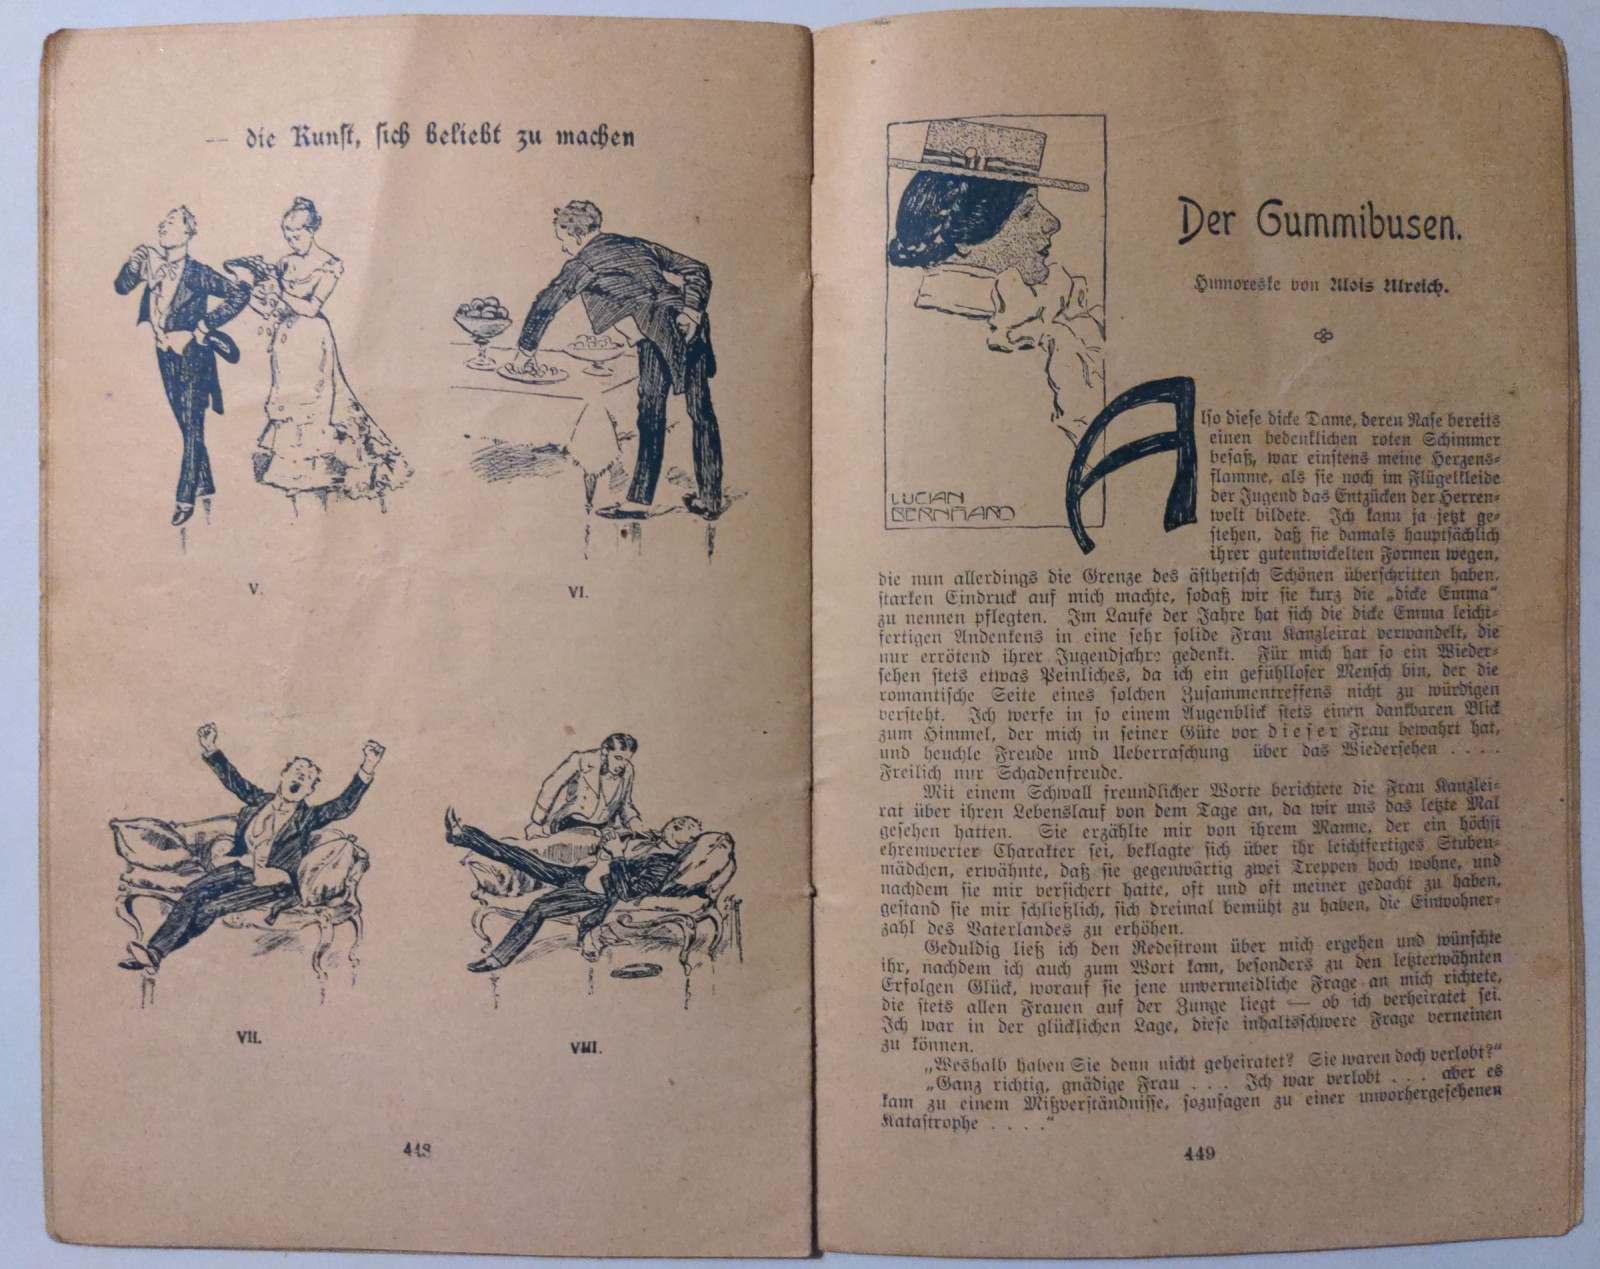 — die Kunst, sich beliebt zu machen
V.
VI.
VII.
VIII.
448
LUCIAN
BERNHARD
Der Gummibusen.
Humoreske von Alois Ulreich.
Also diese dicke Dame, deren Nase bereits
einen bedenklichen roten Schimmer
besaß, war einstens meine Herzens-
flamme, als sie noch im Flügelkleide
der Jugend das Entzücken der Herren-
welt bildete. Ich kann ja jetzt ge-
stehen, daß sie damals hauptsächlich
ihrer gutentwickelten Formen wegen,
die nun allerdings die Grenze des ästhetisch Schönen überschritten haben,
starken Eindruck auf mich machte, sodaß wir sie kurz die „dicke Emma“
zu nennen pflegten. Im Laufe der Jahre hat sich die dicke Emma leicht-
fertigen Andenkens in eine sehr solide Frau Kanzleirat verwandelt, die
nur errötend ihrer Jugendjahre gedenkt. Für mich hat so ein Wieder-
sehen stets etwas Peinliches, da ich ein gefühlloser Mensch bin, der die
romantische Seite eines solchen Zusammentreffens nicht zu würdigen
versteht. Ich werfe in so einem Augenblick stets einen dankbaren Blick
zum Himmel, der mich in seiner Güte vor dieser Frau bewahrt hat,
und heuchle Freude und Ueberraschung über das Wiedersehen . . . .
Freilich nur Schadenfreude.
Mit einem Schwall freundlicher Worte berichtete die Frau Kanzlei-
rat über ihren Lebenslauf von dem Tage an, da wir uns das letzte Mal
gesehen hatten. Sie erzählte mir von ihrem Manne, der ein höchst
ehrenwerter Charakter sei, beklagte sich über ihr leichtfertiges Stuben-
mädchen, erwähnte, daß sie gegenwärtig zwei Treppen hoch wohne, und
nachdem sie mir versichert hatte, oft und oft meiner gedacht zu haben,
gestand sie mir schließlich, sich dreimal bemüht zu haben, die Einwohner-
zahl des Vaterlandes zu erhöhen.
Geduldig ließ ich den Redestrom über mich ergehen und wünschte
ihr, nachdem ich auch zum Wort kam, besonders zu den letzterwähnten
Erfolgen Glück, worauf sie jene unvermeidliche Frage an mich richtete,
die stets allen Frauen auf der Zunge liegt — ob ich verheiratet sei.
Ich war in der glücklichen Lage, diese inhaltsschwere Frage verneinen
zu können.
„Weshalb haben Sie denn nicht geheiratet? Sie waren doch verlobt?“
„Ganz richtig, gnädige Frau . . . Ich war verlobt . . . aber es
kam zu einem Mißverständnisse, sozusagen zu einer unvorhergesehenen
Katastrophe . . . .“
449